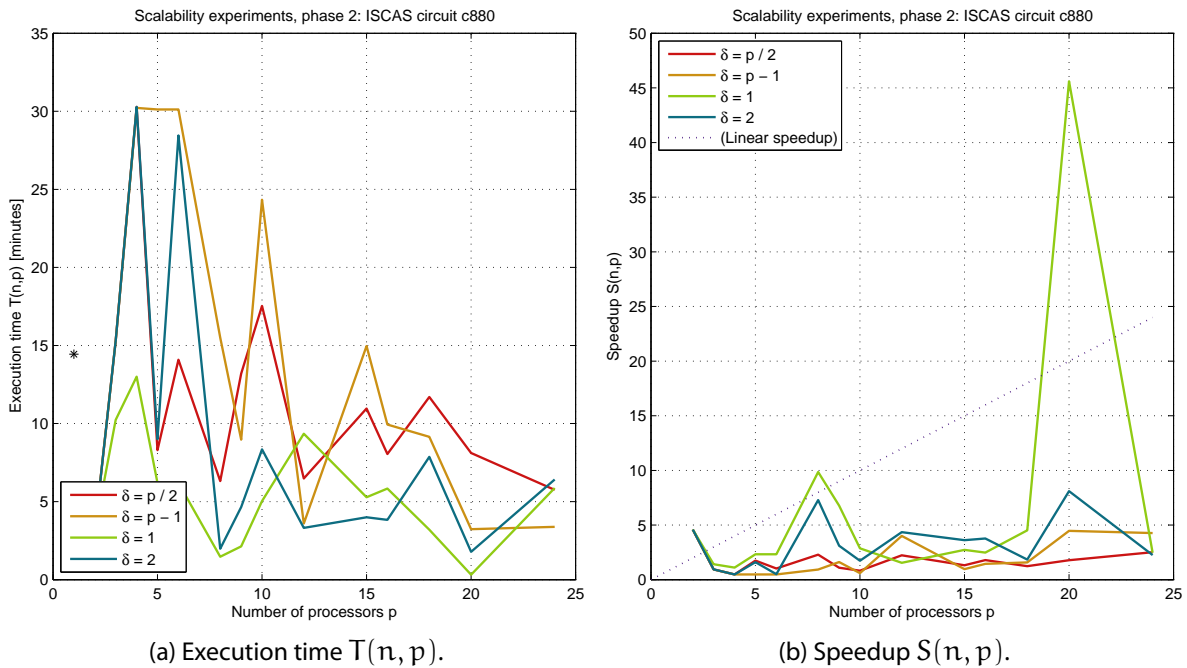 Scalability experiments, phase 2: ISCAS circuit c880
35
30
25
20
15
10
5
0
Execution time T(n,p) [minutes]
*
δ = p / 2
δ = p − 1
δ = 1
δ = 2
0 5 10 15 20 25
Number of processors p
(a) Execution time T(n, p).
Scalability experiments, phase 2: ISCAS circuit c880
50
45
40
35
30
25
20
15
10
5
0
Speedup S(n,p)
δ = p / 2
δ = p − 1
δ = 1
δ = 2
(Linear speedup)
0 5 10 15 20 25
Number of processors p
(b) Speedup S(n, p).